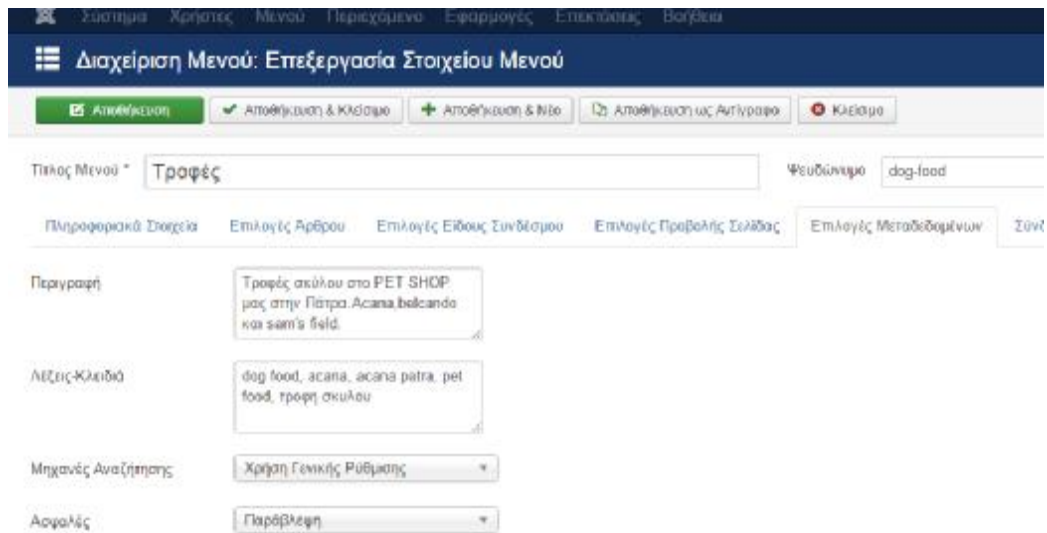 Σύστημα Χρήστες Μενού Περιεχόμενο Εφαρμογές Επεκτάσεις Βοήθεια
Διαχείριση Μενού: Επεξεργασία Στοιχείου Μενού
Αποθήκευση Αποθήκευση & Κλείσιμο Αποθήκευση & Νέο Αποθήκευση ως Αντίγραφο Κλείσιμο
Τίτλος Μενού * Τροφές Ψευδώνυμο dog-food
Πληροφοριακά Στοιχεία Επιλογές Άρθρου Επιλογές Είδους Συνδέσμου Επιλογές Προβολής Σελίδας Επιλογές Μεταδεδομένων Σύνδ
Περιγραφή
Τροφές σκύλου στο PET SHOP
μας στην Πάτρα.Acana,belcando
και sam's field.
Λέξεις-Κλειδιά
dog food, acana, acana patra, pet
food, τροφη σκυλου
Μηχανές Αναζήτησης Χρήση Γενικής Ρύθμισης
Ασφαλές Παράβλεψη